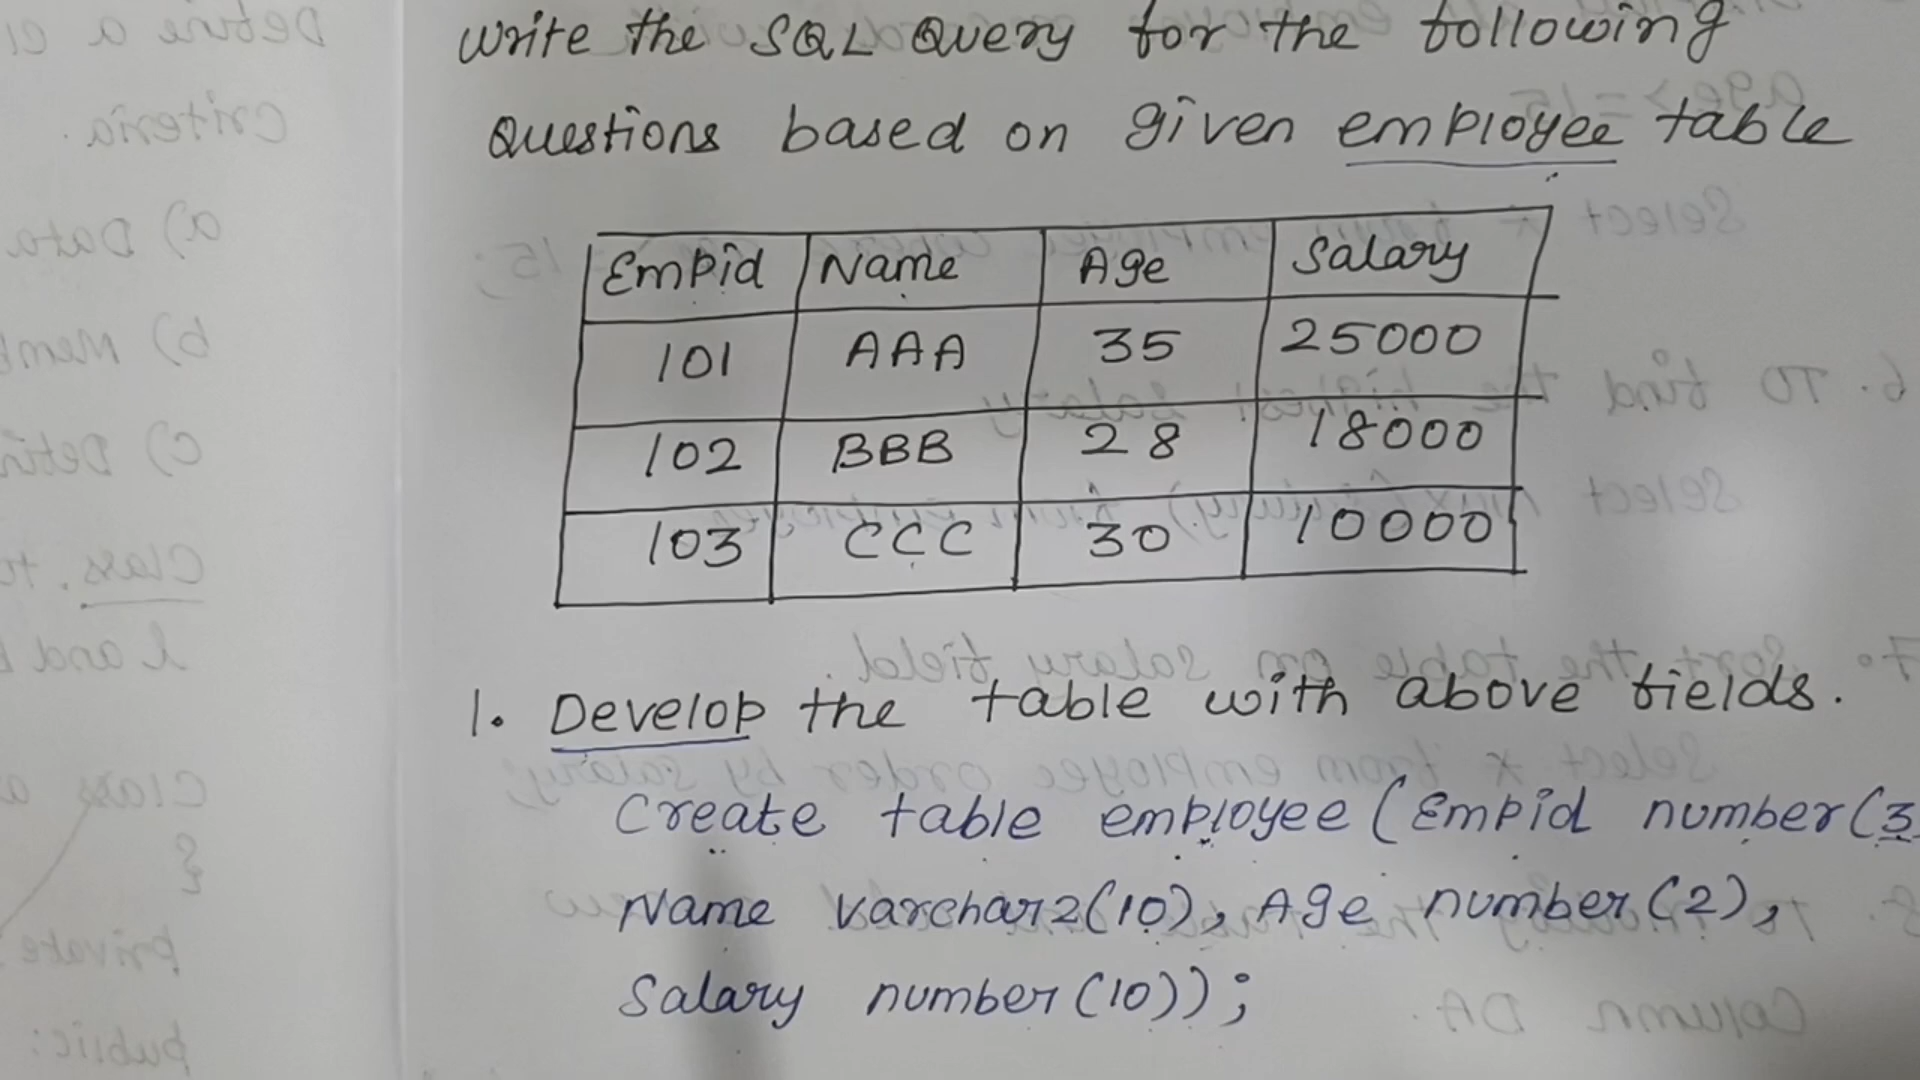 Write the SQL Query for the following
Questions based on given employee table
Empid Name Age Salary
101 AAA 35 25000
102 BBB 28 18000
103 CCC 30 10000
1. Develop the table with above fields.
Create table employee (Empid number(3
Name varchar2(10), Age number(2),
Salary number(10));